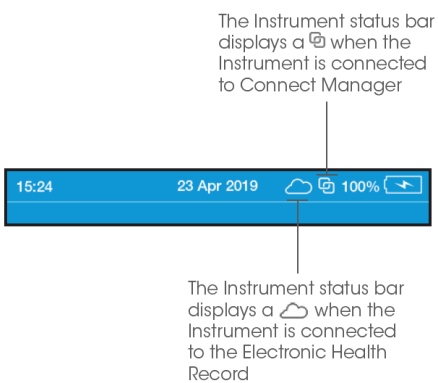 The Instrument status bar
displays a when the
Instrument is connected
to Connect Manager
15:24 23 Apr 2019 100%
The Instrument status bar
displays a when the
Instrument is connected
to the Electronic Health
Record